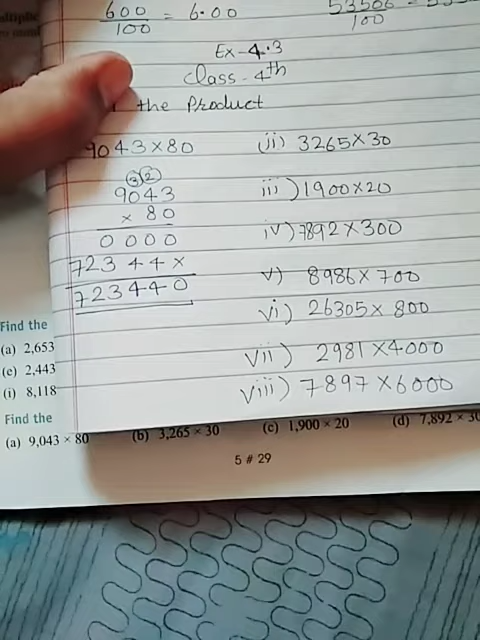 600
100 = 6.00
53506
100
Ex-4.3
Class-4th
the Product
9043×80
③②
9043
× 80
0000
72344×
723440
ii) 3265×30
iii) 1900×20
iv) 7892×300
v) 8986×700
vi) 26305×800
vii) 2981×4000
viii) 7897×6000
Find the
(a) 2,653
(e) 2,443
(i) 8,118
Find the
(a) 9,043 × 80 (b) 3,265 × 30 (c) 1,900 × 20 (d) 7,892 × 30
5 # 29